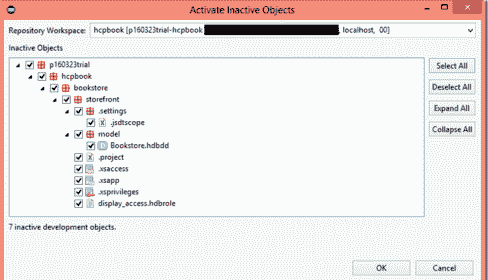 Activate Inactive Objects
Repository Workspace: hcpbook [p160323trial-hcpbook , localhost, 00]
Inactive Objects
p160323trial
hcpbook
bookstore
storefront
.settings
.jsdtscope
model
Bookstore.hdbdd
.project
.xsaccess
.xsapp
.xsprivileges
display_access.hdbrole
Select All
Deselect All
Expand All
Collapse All
7 inactive development objects.
OK Cancel